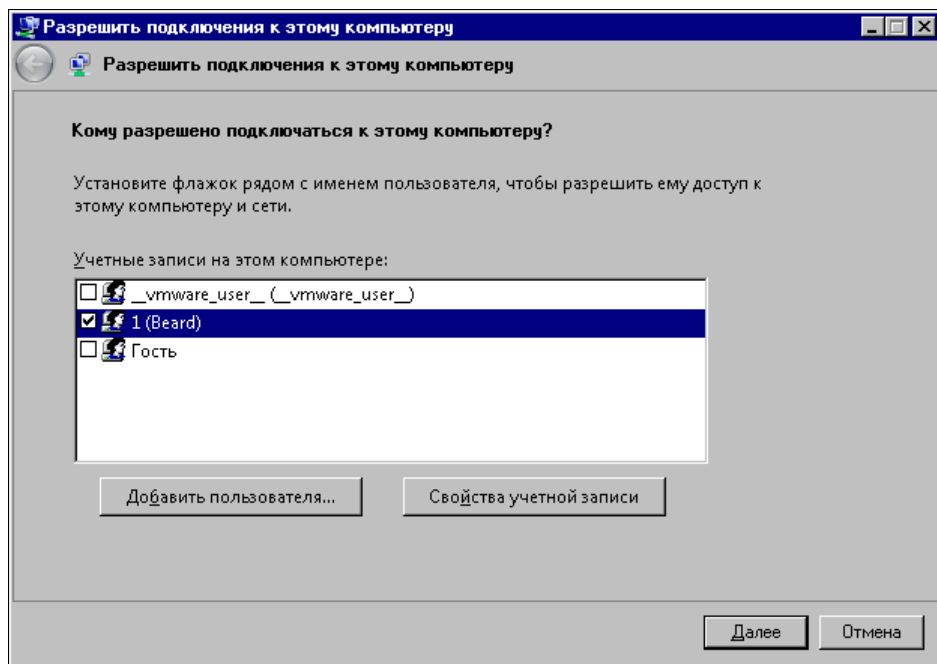 Разрешить подключения к этому компьютеру
Разрешить подключения к этому компьютеру
Кому разрешено подключаться к этому компьютеру?
Установите флажок рядом с именем пользователя, чтобы разрешить ему доступ к
этому компьютеру и сети.
Учетные записи на этом компьютере:
__vmware_user__ (__vmware_user__)
1 (Beard)
Гость
Добавить пользователя...
Свойства учетной записи
Далее
Отмена